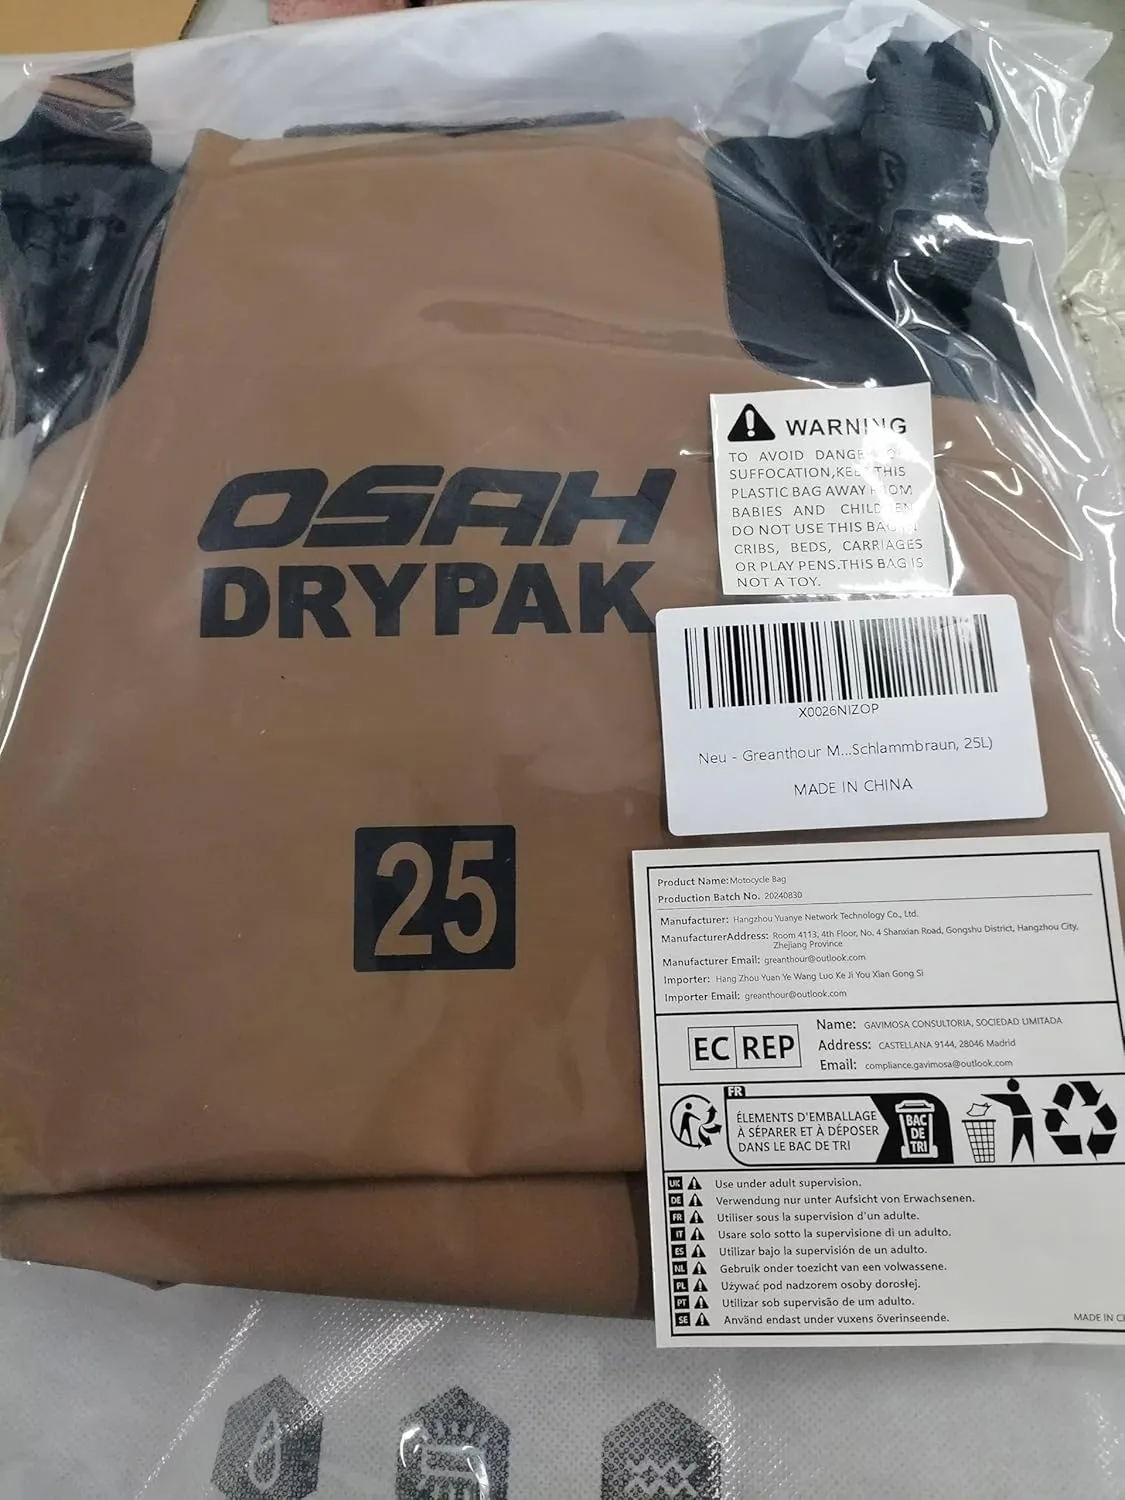 OSAH
DRYPAK
25
WARNING
TO AVOID DANGER OF
SUFFOCATION,KEEP THIS
PLASTIC BAG AWAY FROM
BABIES AND CHILDREN
DO NOT USE THIS BAG IN
CRIBS, BEDS, CARRIAGES
OR PLAY PENS.THIS BAG IS
NOT A TOY.
X0026NIZOP
Neu - Greanthour M...Schlammbraun, 25L)
MADE IN CHINA
Product Name: Motocycle Bag
Production Batch No. 20240830
Manufacturer: Hangzhou Yuanye Network Technology Co., Ltd.
ManufacturerAddress: Room 4113, 4th Floor, No. 4 Shanxian Road, Gongshu District, Hangzhou City,
Zhejiang Province
Manufacturer Email: greanthour@outlook.com
Importer: Hang Zhou Yuan Ye Wang Luo Ke Ji You Xian Gong Si
Importer Email: greanthour@outlook.com
EC REP
Name: GAVIMOSA CONSULTORIA, SOCIEDAD LIMITADA
Address: CASTELLANA 9144, 28046 Madrid
Email: compliance.gavimosa@outlook.com
FR
ÉLEMENTS D'EMBALLAGE
À SÉPARER ET À DÉPOSER
DANS LE BAC DE TRI
BAC
DE
TRI
UK Use under adult supervision.
DE Verwendung nur unter Aufsicht von Erwachsenen.
FR Utiliser sous la supervision d'un adulte.
IT Usare solo sotto la supervisione di un adulto.
ES Utilizar bajo la supervisión de un adulto.
NL Gebruik onder toezicht van een volwassene.
PL Używać pod nadzorem osoby dorosłej.
PT Utilizar sob supervisão de um adulto.
SE Använd endast under vuxens överinseende.
MADE IN